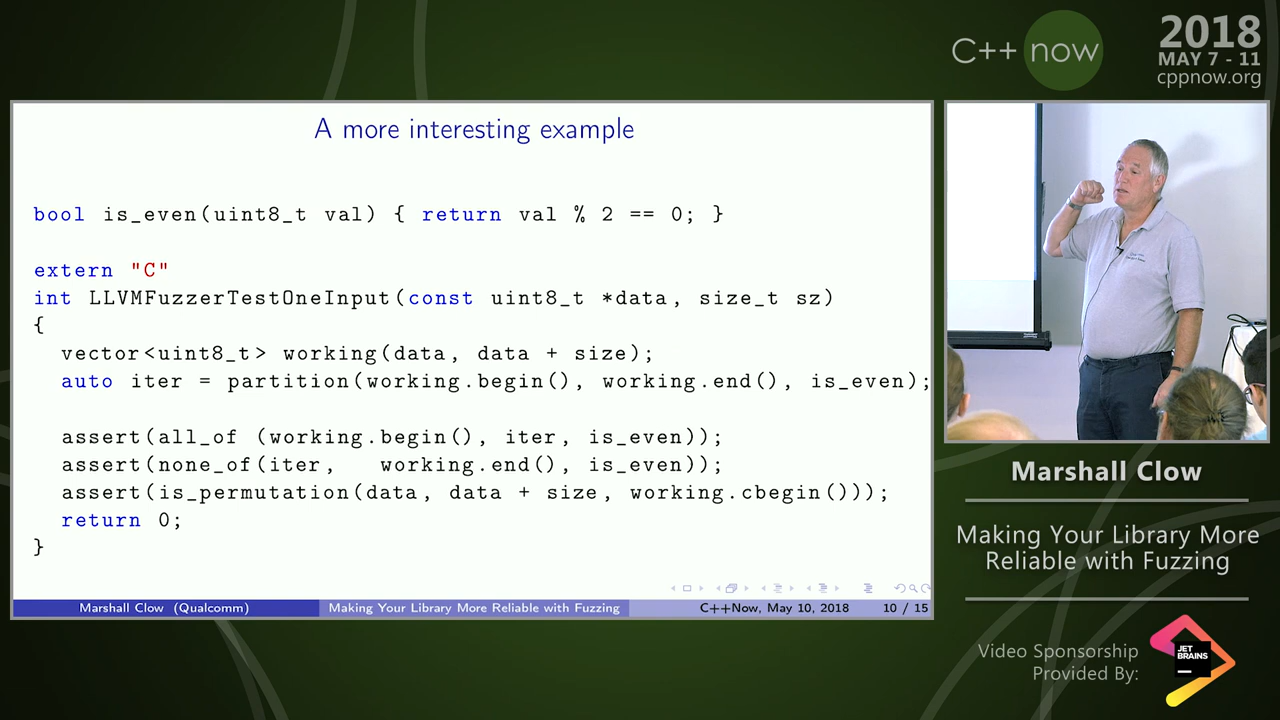 C++ now
2018
MAY 7 - 11
cppnow.org
A more interesting example
bool is_even(uint8_t val) { return val % 2 == 0; }
extern "C"
int LLVMFuzzerTestOneInput(const uint8_t *data, size_t sz)
{
vector<uint8_t> working(data, data + size);
auto iter = partition(working.begin(), working.end(), is_even);
assert(all_of (working.begin(), iter, is_even));
assert(none_of(iter,   working.end(), is_even));
assert(is_permutation(data, data + size, working.cbegin()));
return 0;
}
Marshall Clow (Qualcomm)
Making Your Library More Reliable with Fuzzing
C++Now, May 10, 2018
10 / 15
Marshall Clow
Making Your Library More
Reliable with Fuzzing
Video Sponsorship
Provided By:
JET
BRAINS